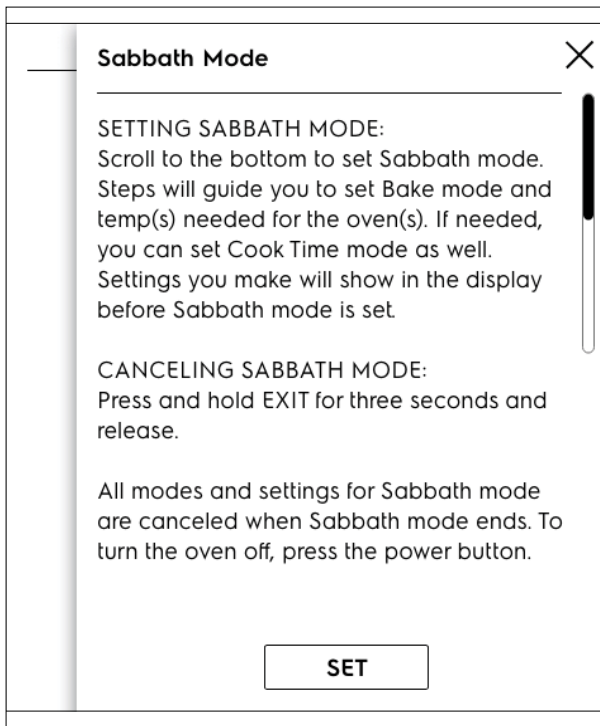 Sabbath Mode
SETTING SABBATH MODE:
Scroll to the bottom to set Sabbath mode.
Steps will guide you to set Bake mode and
temp(s) needed for the oven(s). If needed,
you can set Cook Time mode as well.
Settings you make will show in the display
before Sabbath mode is set.
CANCELING SABBATH MODE:
Press and hold EXIT for three seconds and
release.
All modes and settings for Sabbath mode
are canceled when Sabbath mode ends. To
turn the oven off, press the power button.
SET